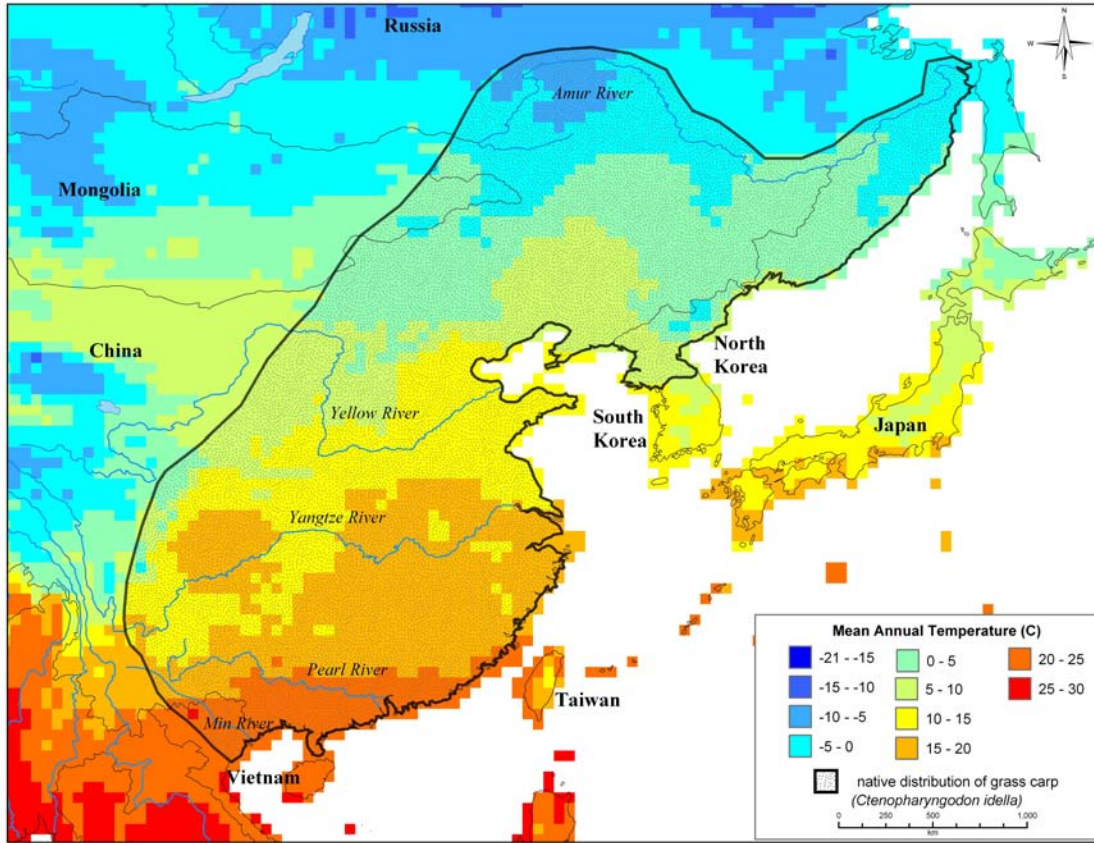 Russia
N
W
E
S
Amur River
Mongolia
China
North
Korea
Yellow River
South
Korea
Japan
Yangtze River
Pearl River
Taiwan
Min River
Vietnam
Mean Annual Temperature (C)
-21 - -15
0 - 5
20 - 25
-15 - -10
5 - 10
25 - 30
-10 - -5
10 - 15
-5 - 0
15 - 20
native distribution of grass carp
(Ctenopharyngodon idella)
0 250 500 1,000
km